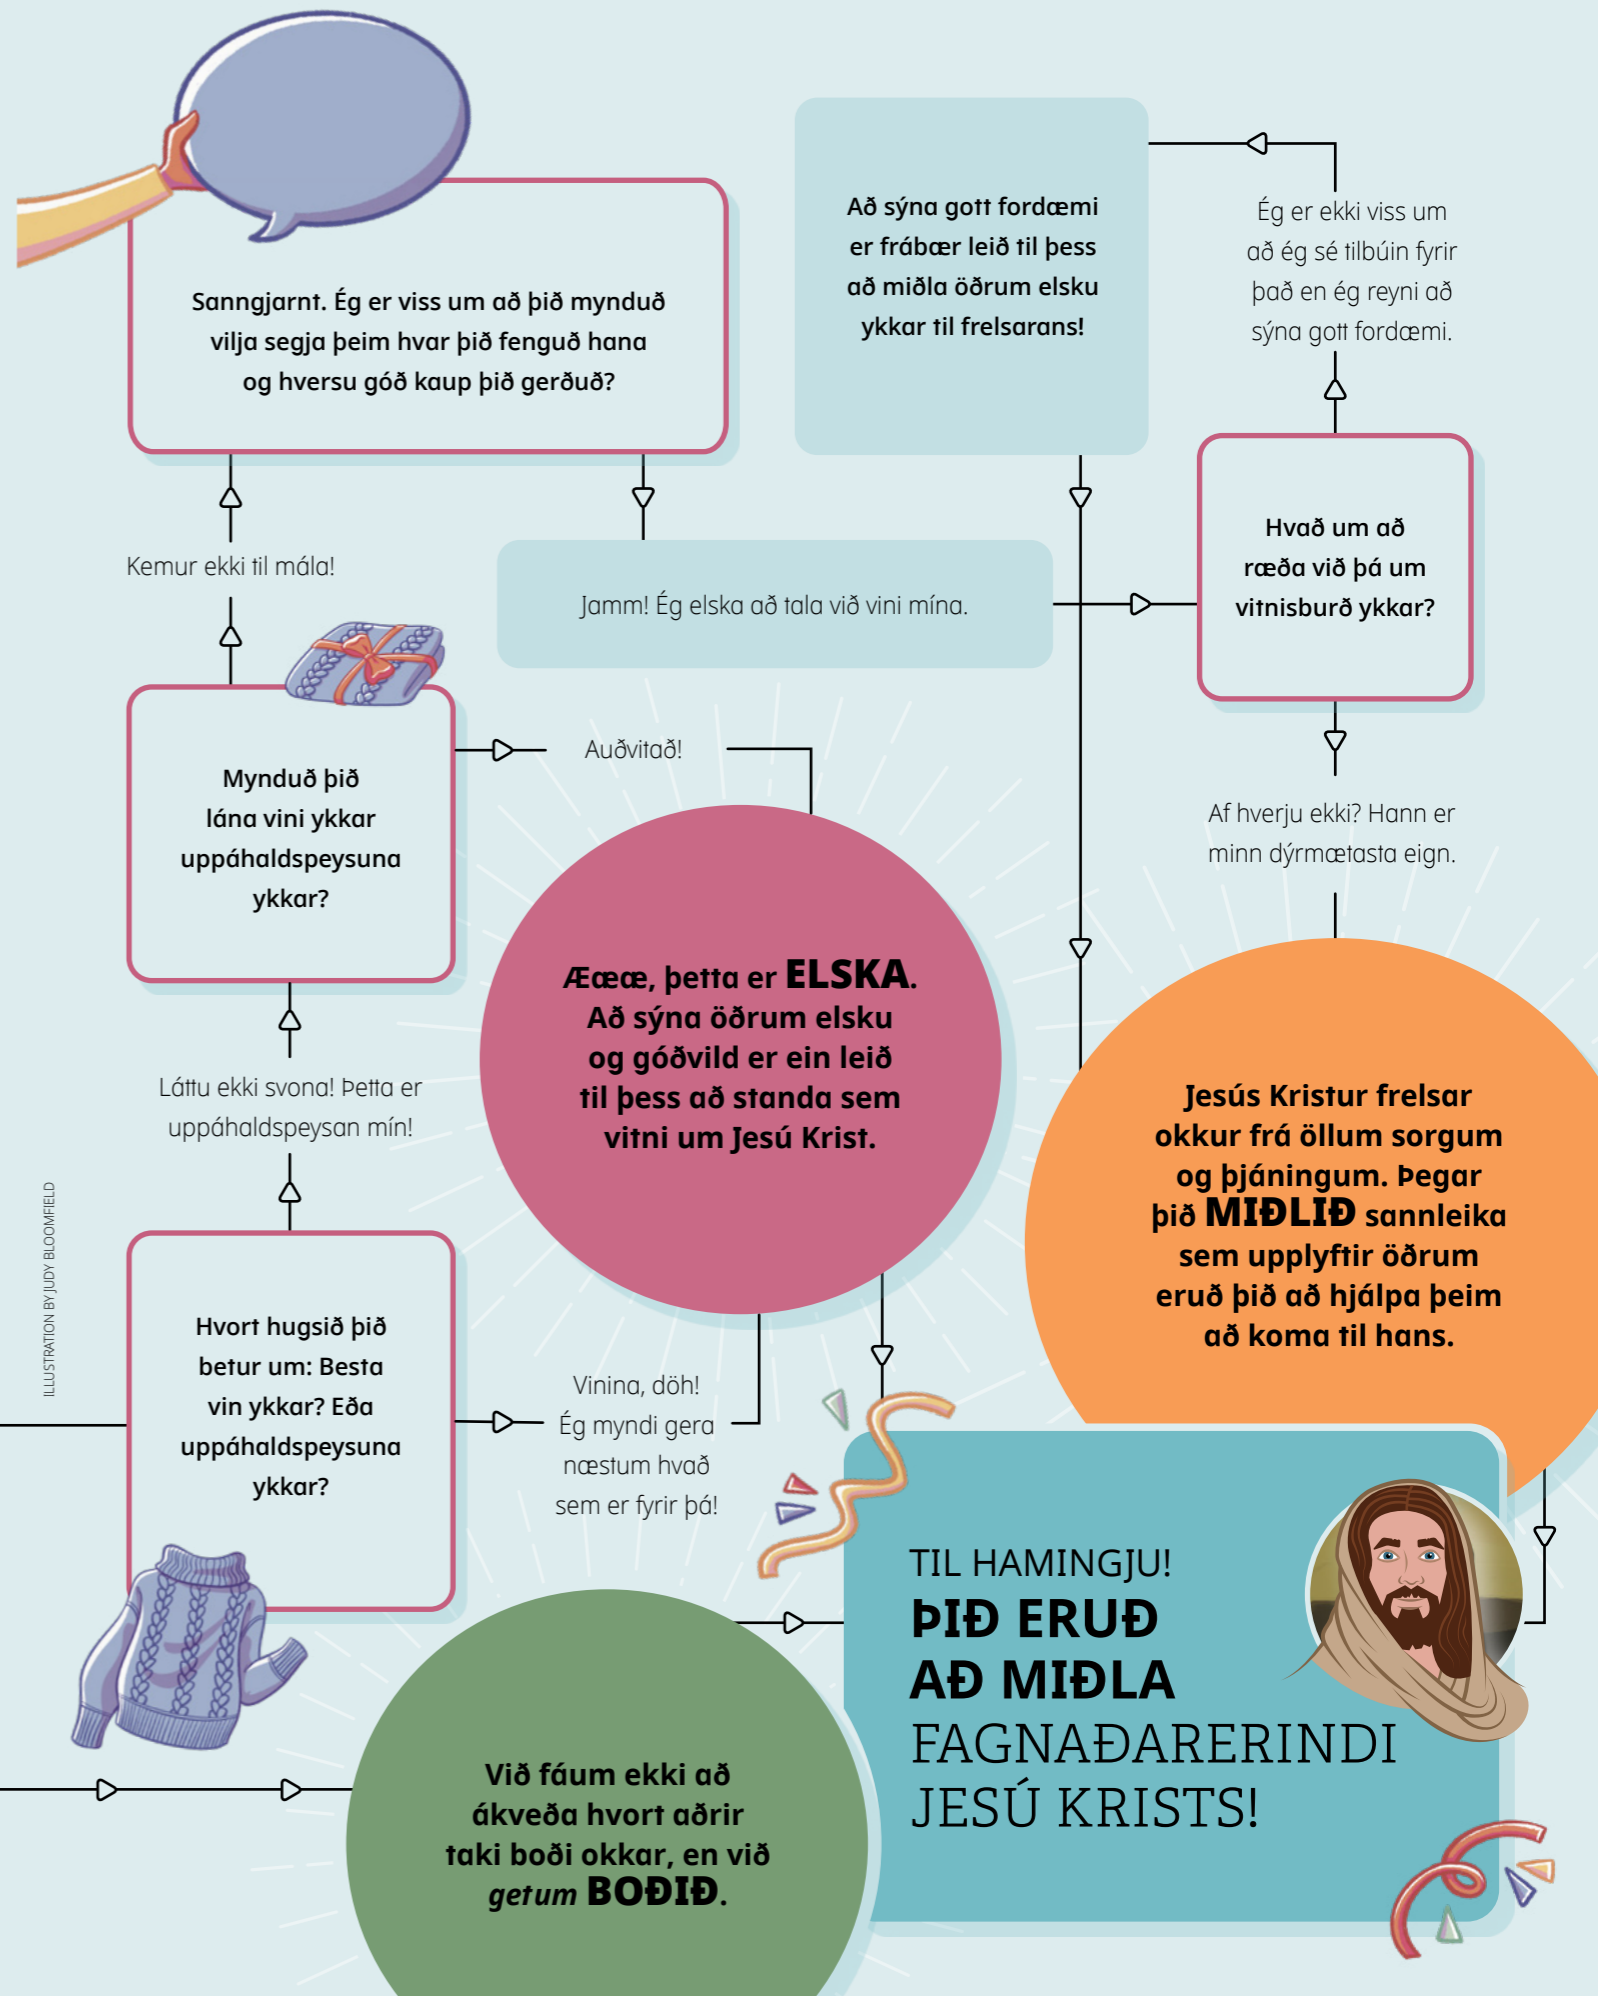 Sanngjarnt. Ég er viss um að þið mynduð
vilja segja þeim hvar þið fenguð hana
og hversu góð kaup þið gerðuð?
Að sýna gott fordæmi
er frábær leið til þess
að miðla öðrum elsku
ykkar til frelsarans!
Ég er ekki viss um
að ég sé tilbúin fyrir
það en ég reyni að
sýna gott fordæmi.
Kemur ekki til mála!
Jamm! Ég elska að tala við vini mína.
Hvað um að
ræða við þá um
vitnisburð ykkar?
Mynduð þið
lána vini ykkar
uppáhaldspeysuna
ykkar?
Auðvitað!
Af hverju ekki? Hann er
minn dýrmætasta eign.
Æææ, þetta er ELSKA.
Að sýna öðrum elsku
og góðvild er ein leið
til þess að standa sem
vitni um Jesú Krist.
Láttu ekki svona! Þetta er
uppáhaldspeysan mín!
Jesús Kristur frelsar
okkur frá öllum sorgum
og þjáningum. Þegar
þið MIÐLIÐ sannleika
sem upplyftir öðrum
eruð þið að hjálpa þeim
að koma til hans.
ILLUSTRATION BY JUDY BLOOMFIELD
Hvort hugsið þið
betur um: Besta
vin ykkar? Eða
uppáhaldspeysuna
ykkar?
Vinina, döh!
Ég myndi gera
næstum hvað
sem er fyrir þá!
TIL HAMINGJU!
ÞIÐ ERUÐ
AÐ MIÐLA
FAGNAÐARERINDI
JESÚ KRISTS!
Við fáum ekki að
ákveða hvort aðrir
taki boði okkar, en við
getum BOÐIÐ.